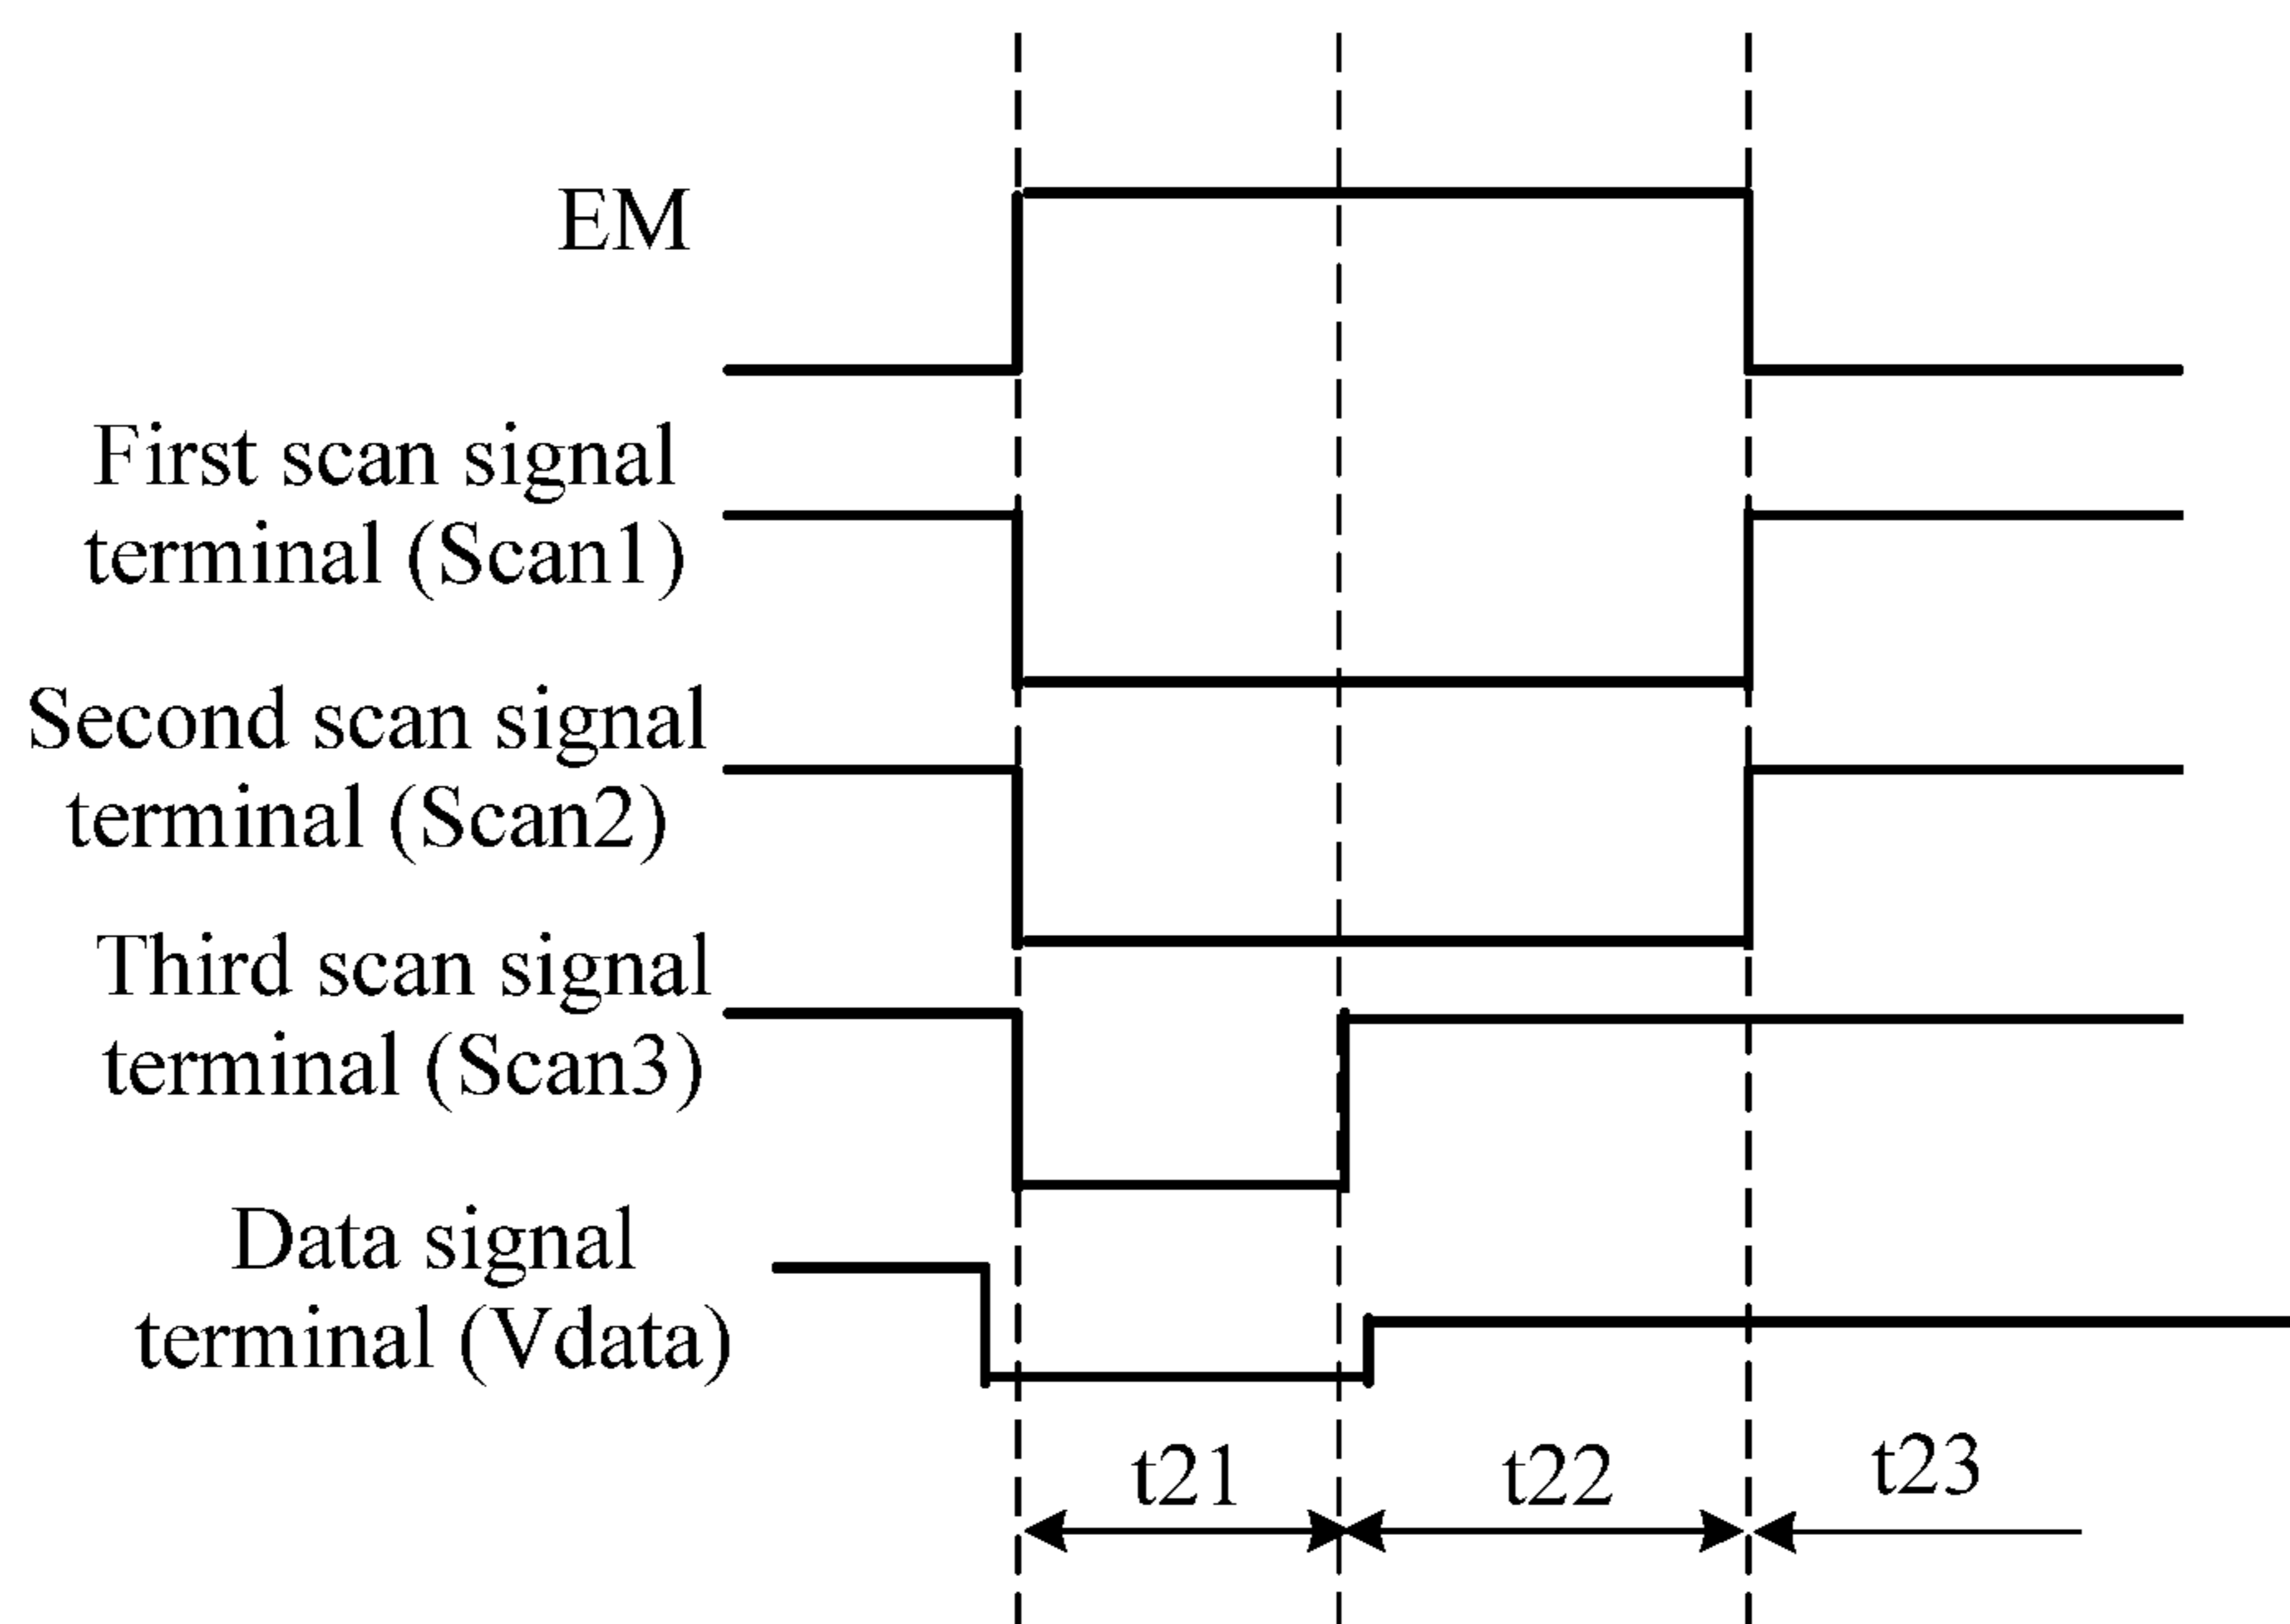 EM
First scan signal
terminal (Scan1)
Second scan signal
terminal (Scan2)
Third scan signal
terminal (Scan3)
Data signal
terminal (Vdata)
t21
t22
t23